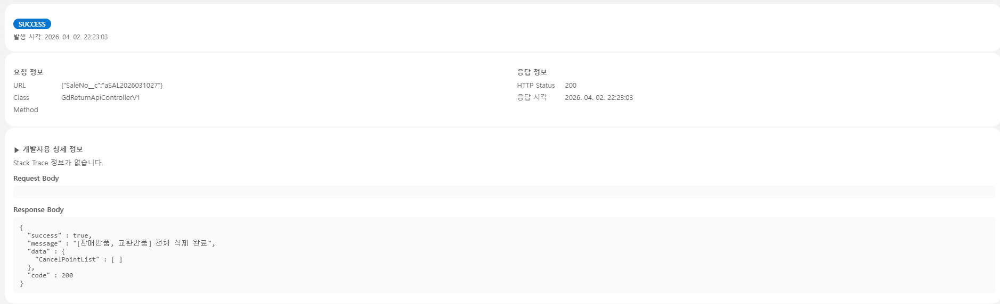 SUCCESS
발생 시각: 2026. 04. 02. 22:23:03
요청 정보
URL {"SaleNo__c":"aSAL2026031027"}
Class GdReturnApiControllerV1
Method
응답 정보
HTTP Status 200
응답 시각 2026. 04. 02. 22:23:03
▶ 개발자용 상세 정보
Stack Trace 정보가 없습니다.
Request Body
Response Body
{
  "success" : true,
  "message" : "[판매반품, 교환반품] 전체 삭제 완료",
  "data" : {
    "CancelPointList" : [ ]
  },
  "code" : 200
}